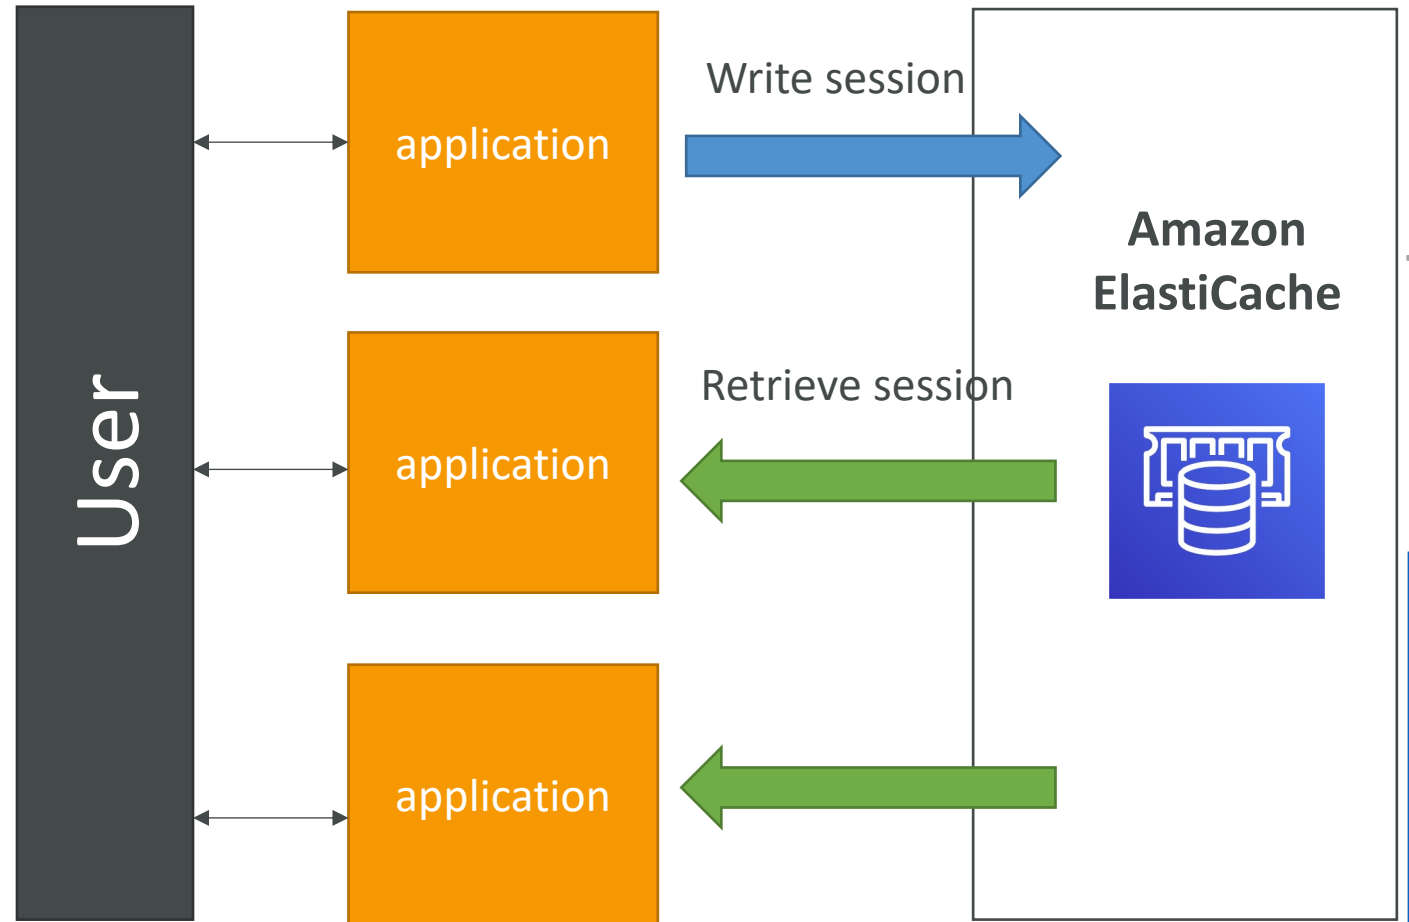 User
application
Write session
Amazon
ElastiCache
application
Retrieve session
application